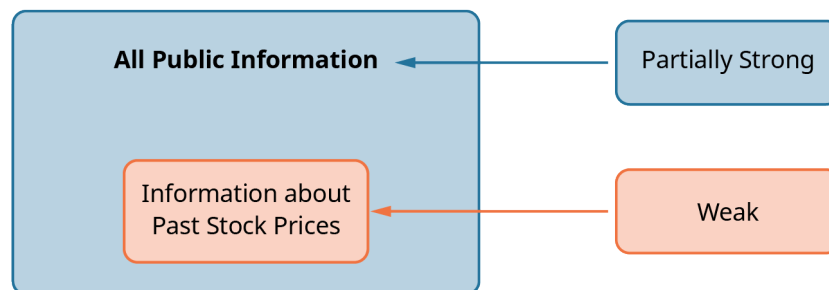 All Public Information
Partially Strong
Information about
Past Stock Prices
Weak